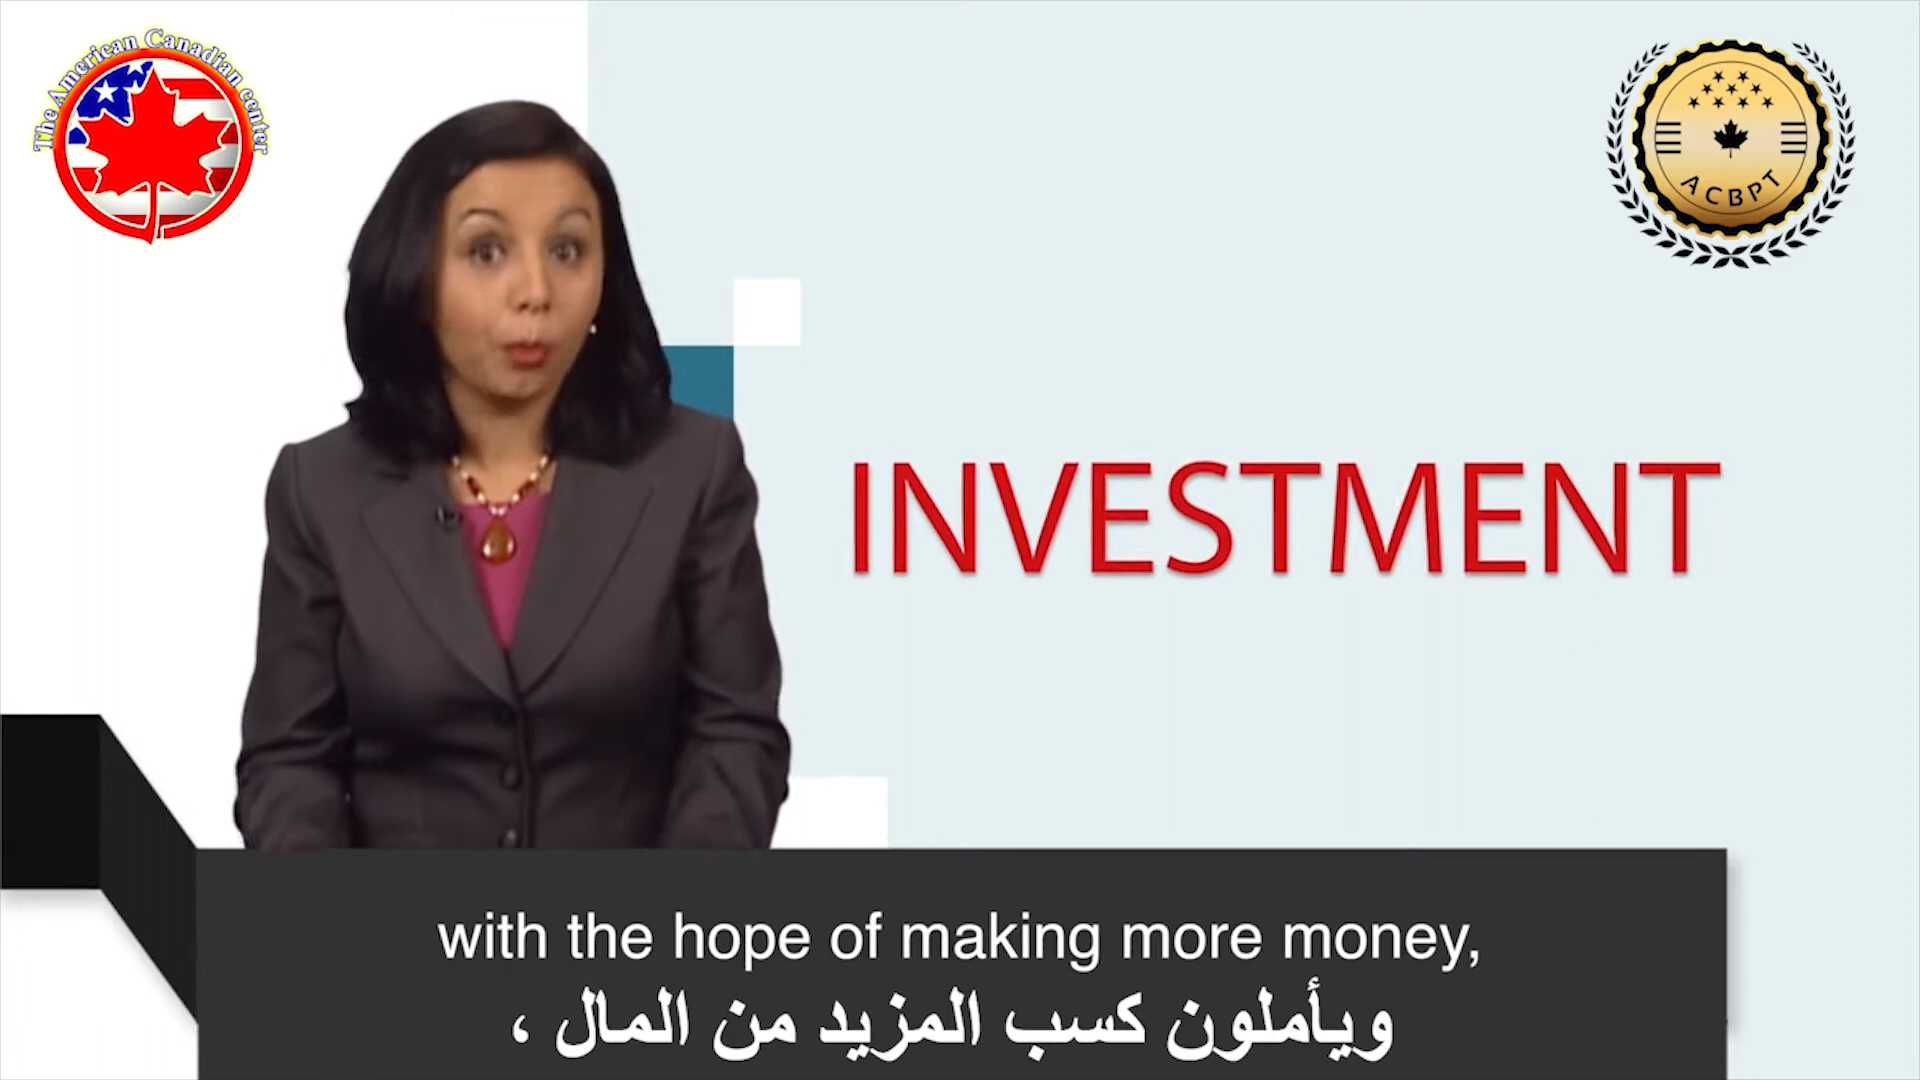 The American Canadian center
ACBPT
INVESTMENT
with the hope of making more money,
ويأملون كسب المزيد من المال ،